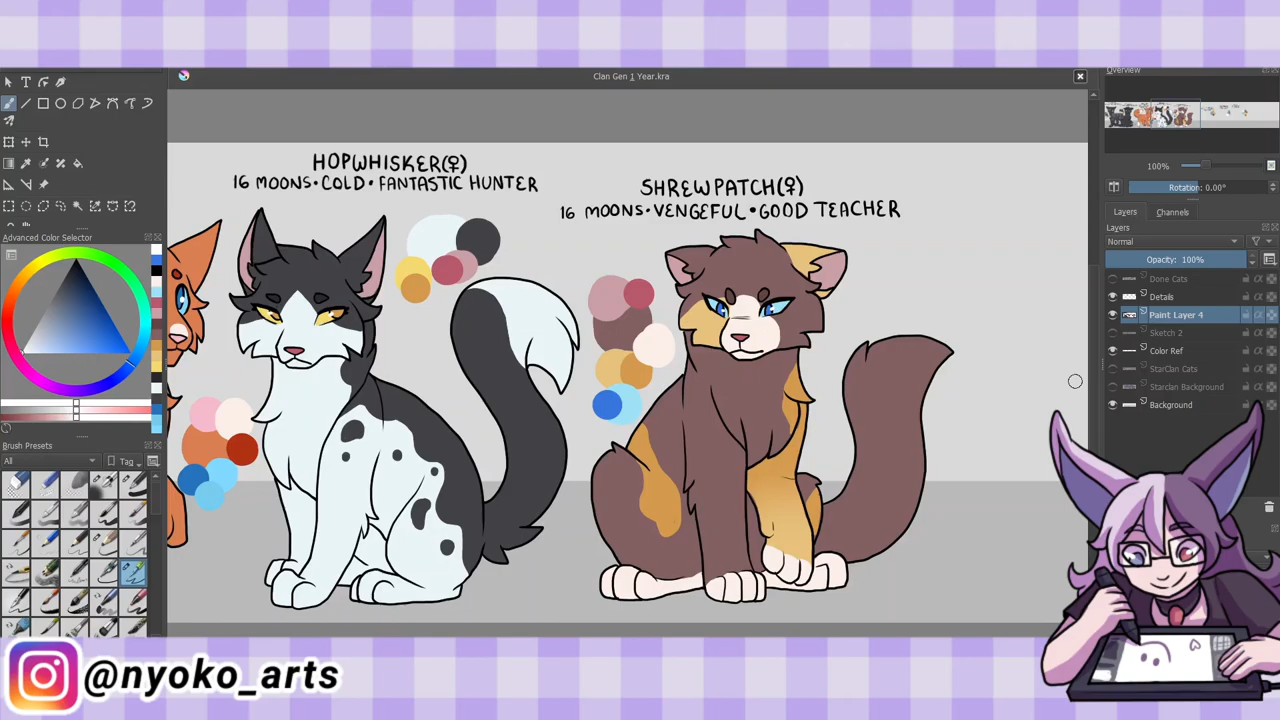 Clan Gen 1 Year.kra
Overview
HOPWHISKER(♀)
16 MOONS•COLD•FANTASTIC HUNTER
SHREWPATCH(♀)
16 MOONS•VENGEFUL•GOOD TEACHER
100%
Rotation: 0.00°
Layers
Channels
Layers
Normal
Opacity: 100%
Done Cats
Details
Paint Layer 4
Sketch 2
Color Ref
StarClan Cats
Starclan Background
Background
Advanced Color Selector
Brush Presets
All
Tag
@nyoko_arts